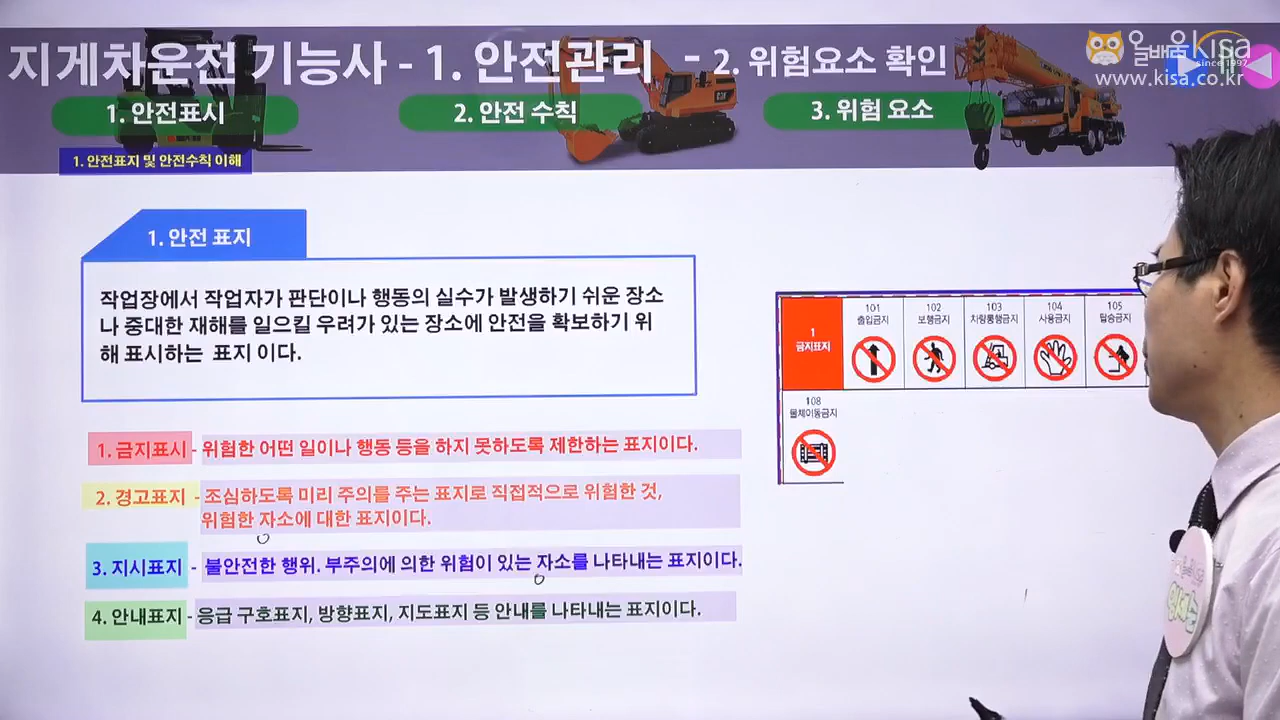 지게차운전 기능사 - 1. 안전관리 - 2. 위험요소 확인
일배움 Kisa
since 1997
www.kisa.co.kr
1. 안전표시
2. 안전 수칙
3. 위험 요소
1. 안전표지 및 안전수칙 이해
1. 안전 표지
작업장에서 작업자가 판단이나 행동의 실수가 발생하기 쉬운 장소
나 중대한 재해를 일으킬 우려가 있는 장소에 안전을 확보하기 위
해 표시하는 표지 이다.
1. 금지표시 - 위험한 어떤 일이나 행동 등을 하지 못하도록 제한하는 표지이다.
2. 경고표지 - 조심하도록 미리 주의를 주는 표지로 직접적으로 위험한 것,
위험한 자소에 대한 표지이다.
3. 지시표지 - 불안전한 행위. 부주의에 의한 위험이 있는 자소를 나타내는 표지이다.
4. 안내표지 - 응급 구호표지, 방향표지, 지도표지 등 안내를 나타내는 표지이다.
1
금지표지
101
출입금지
102
보행금지
103
차량통행금지
104
사용금지
105
탑승금지
108
물체이동금지